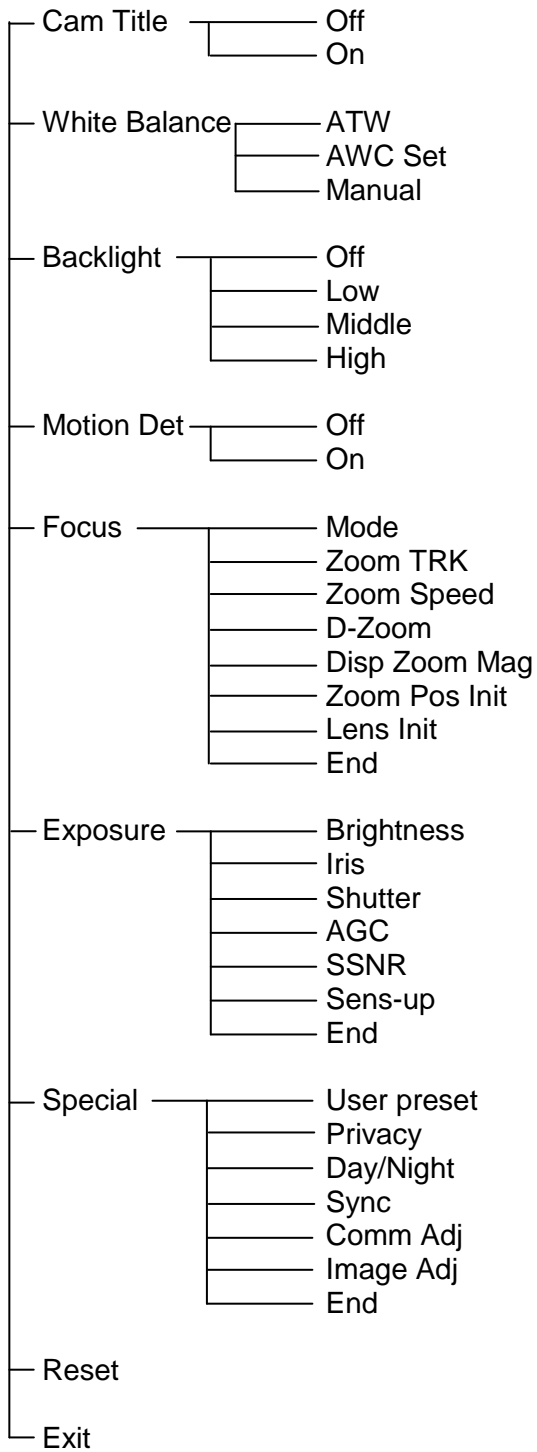 Cam Title Off
On
White Balance ATW
AWC Set
Manual
Backlight Off
Low
Middle
High
Motion Det Off
On
Focus Mode
Zoom TRK
Zoom Speed
D-Zoom
Disp Zoom Mag
Zoom Pos Init
Lens Init
End
Exposure Brightness
Iris
Shutter
AGC
SSNR
Sens-up
End
Special User preset
Privacy
Day/Night
Sync
Comm Adj
Image Adj
End
Reset
Exit